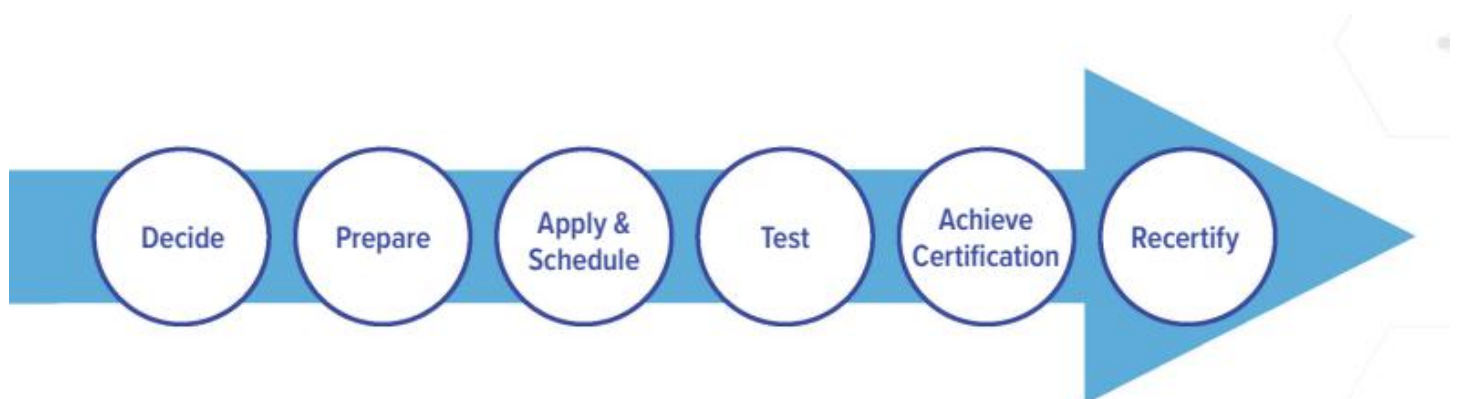 Decide
Prepare
Apply &
Schedule
Test
Achieve
Certification
Recertify